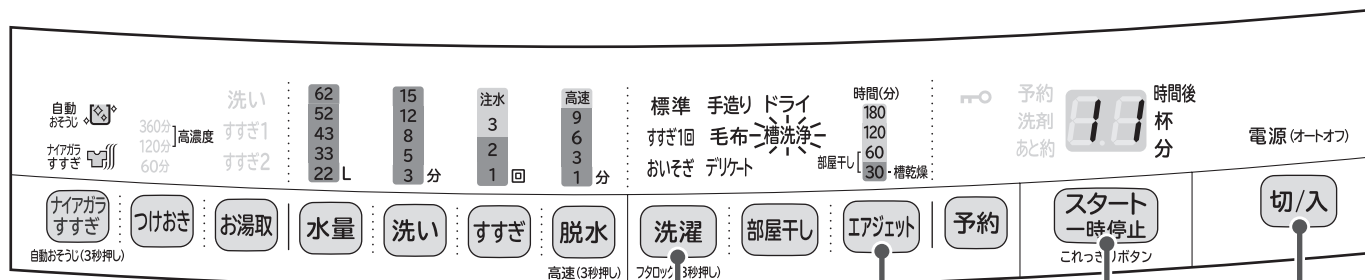 自動
おそうじ
ナイアガラ
すすぎ
360分
120分
60分
高濃度
洗い
すすぎ1
すすぎ2
62
52
43
33
22 L
15
12
8
5
3 分
注水
3
2
1 回
高速
9
6
3
1 分
標準 手造り ドライ
すすぎ1回 毛布 槽洗浄
おいそぎ デリケート
時間(分)
180
120
60
30
部屋干し
槽乾燥
予約
洗剤
あと約
11
時間後
杯
分
電源(オートオフ)
ナイアガラ
すすぎ
自動おそうじ(3秒押し)
つけおき
お湯取
水量
洗い
すすぎ
脱水
高速(3秒押し)
洗濯
フタロック(3秒押し)
部屋干し
エアジェット
予約
スタート
一時停止
これっきりボタン
切/入